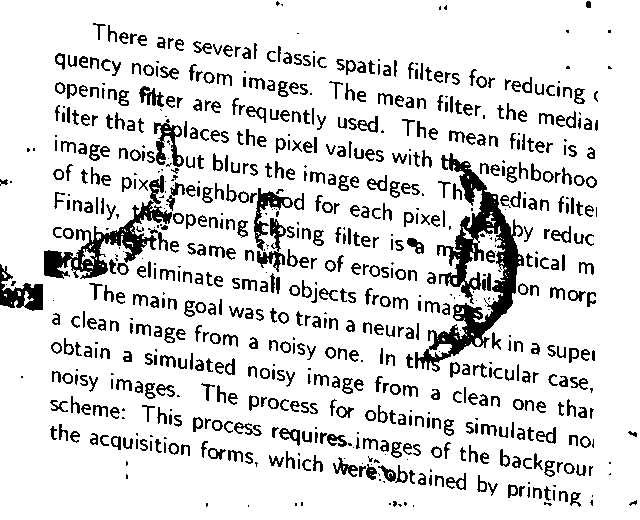 There are several classic spatial filters for reducing
quency noise from images. The mean filter, the median
opening filter are frequently used. The mean filter is a
filter that replaces the pixel values with the neighborhoo
image noise but blurs the image edges. The median filter
of the pixel neighborhood for each pixel, thereby reduc
Finally, the opening closing filter is a mathematical m
combines the same number of erosion and dilation morp
order to eliminate small objects from images.
The main goal was to train a neural network in a super
a clean image from a noisy one. In this particular case,
obtain a simulated noisy image from a clean one than
noisy images. The process for obtaining simulated noi
scheme: This process requires images of the backgrour
the acquisition forms, which were obtained by printing